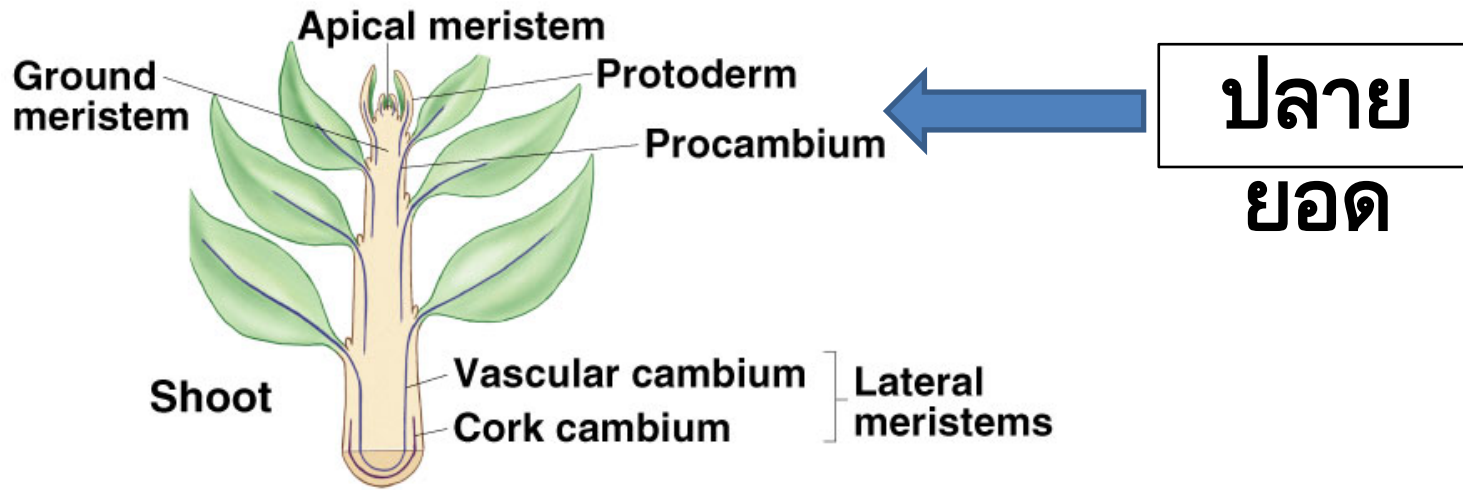 Apical meristem
Ground
meristem
Protoderm
Procambium
ปลาย
ยอด
Shoot
Vascular cambium
Cork cambium
Lateral
meristems